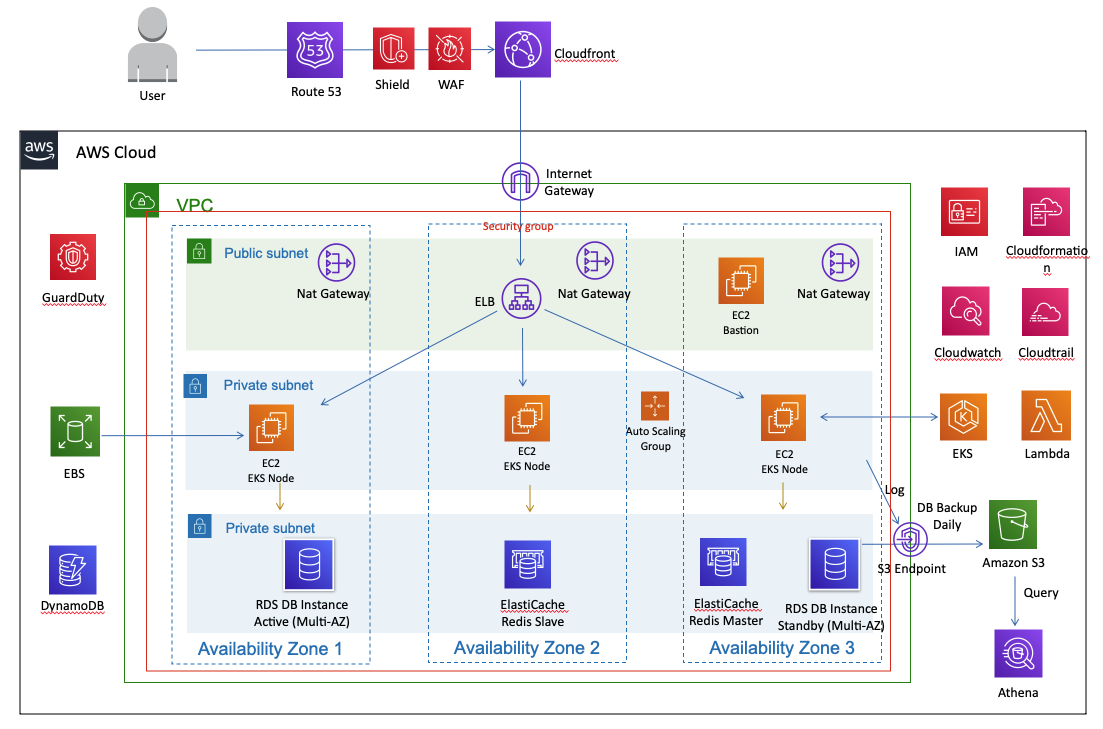 53
User
Route 53
Shield
WAF
Cloudfront
aws
AWS Cloud
Internet
Gateway
VPC
Security group
Public subnet
Nat Gateway
ELB
Nat Gateway
EC2
Bastion
Nat Gateway
GuardDuty
IAM
Cloudformatio
n
Cloudwatch
Cloudtrail
Private subnet
EC2
EKS Node
EC2
EKS Node
Auto Scaling
Group
EC2
EKS Node
EBS
K
EKS
Lambda
Log
DB Backup
Daily
Private subnet
RDS DB Instance
Active (Multi-AZ)
ElastiCache
Redis Slave
ElastiCache
Redis Master
RDS DB Instance
Standby (Multi-AZ)
S3 Endpoint
Amazon S3
DynamoDB
Query
Availability Zone 1
Availability Zone 2
Availability Zone 3
Athena